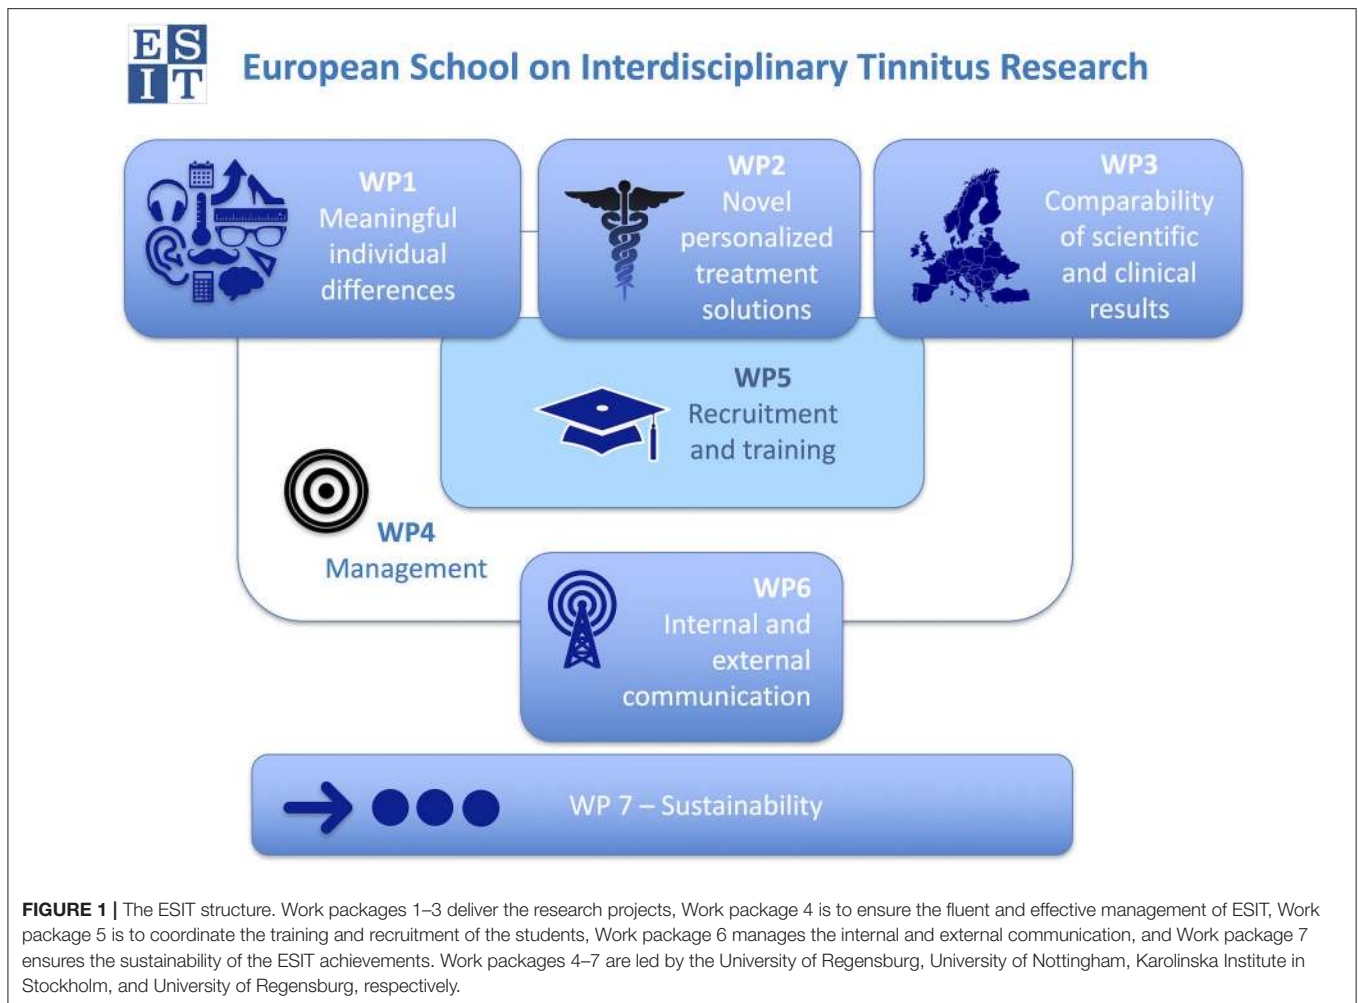 ES
IT
European School on Interdisciplinary Tinnitus Research
WP1
Meaningful
individual
differences
WP2
Novel
personalized
treatment
solutions
WP3
Comparability
of scientific
and clinical
results
WP5
Recruitment
and training
WP4
Management
WP6
Internal and
external
communication
WP 7 – Sustainability
FIGURE 1 | The ESIT structure. Work packages 1–3 deliver the research projects, Work package 4 is to ensure the fluent and effective management of ESIT, Work
package 5 is to coordinate the training and recruitment of the students, Work package 6 manages the internal and external communication, and Work package 7
ensures the sustainability of the ESIT achievements. Work packages 4–7 are led by the University of Regensburg, University of Nottingham, Karolinska Institute in
Stockholm, and University of Regensburg, respectively.